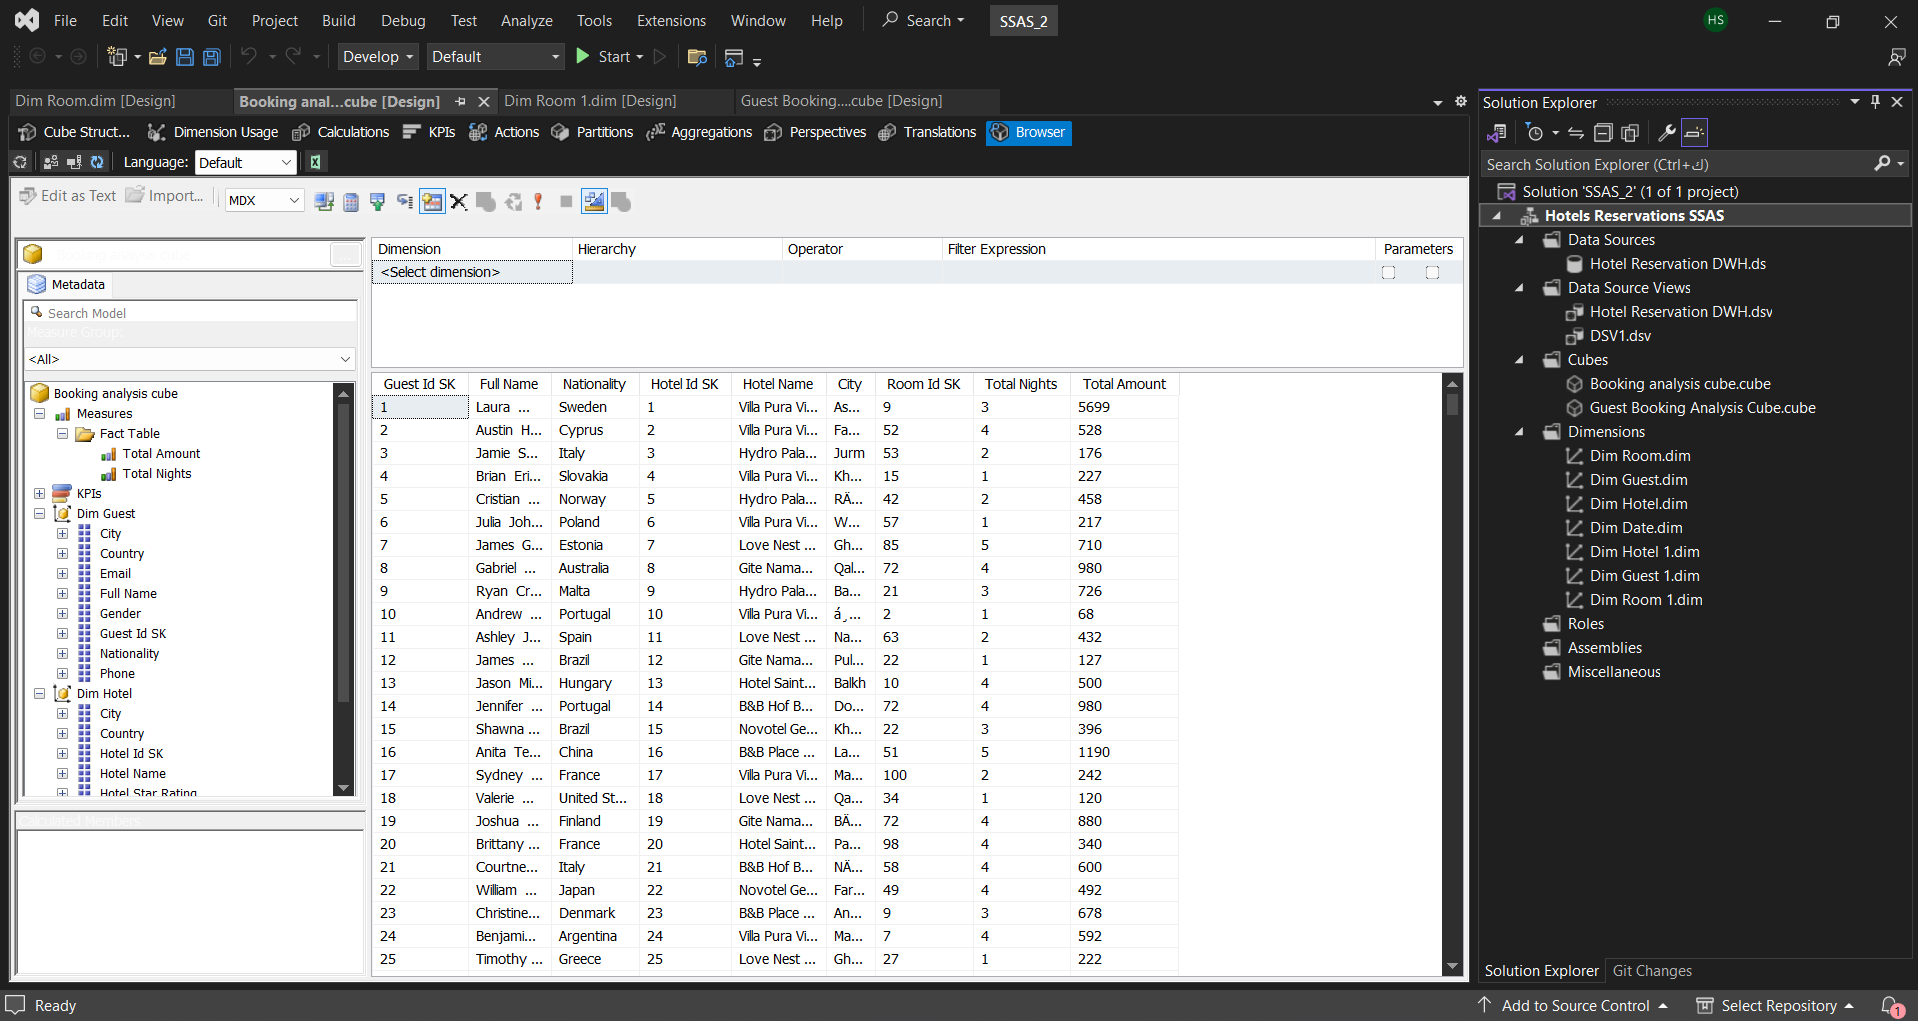 File Edit View Git Project Build Debug Test Analyze Tools Extensions Window Help Search SSAS_2 HS
Develop Default Start
Dim Room.dim [Design] Booking anal...cube [Design] Dim Room 1.dim [Design] Guest Booking....cube [Design]
Cube Struct... Dimension Usage Calculations KPIs Actions Partitions Aggregations Perspectives Translations Browser
Language: Default
Edit as Text Import... MDX
Metadata
Search Model
Measure Group:
<All>
Booking analysis cube
Measures
Fact Table
Total Amount
Total Nights
KPIs
Dim Guest
City
Country
Email
Full Name
Gender
Guest Id SK
Nationality
Phone
Dim Hotel
City
Country
Hotel Id SK
Hotel Name
Hotel Star Rating
Calculated Members
Dimension Hierarchy Operator Filter Expression Parameters
<Select dimension>
Guest Id SK Full Name Nationality Hotel Id SK Hotel Name City Room Id SK Total Nights Total Amount
1 Laura ... Sweden 1 Villa Pura Vi... As... 9 3 5699
2 Austin H... Cyprus 2 Villa Pura Vi... Fa... 52 4 528
3 Jamie S... Italy 3 Hydro Pala... Jurm 53 2 176
4 Brian Eri... Slovakia 4 Villa Pura Vi... Kh... 15 1 227
5 Cristian ... Norway 5 Hydro Pala... RÄ... 42 2 458
6 Julia Joh... Poland 6 Villa Pura Vi... W... 57 1 217
7 James G... Estonia 7 Love Nest ... Gh... 85 5 710
8 Gabriel ... Australia 8 Gite Nama... Qal... 72 4 980
9 Ryan Cr... Malta 9 Hydro Pala... Ba... 21 3 726
10 Andrew ... Portugal 10 Villa Pura Vi... á¸... 2 1 68
11 Ashley J... Spain 11 Love Nest ... Na... 63 2 432
12 James ... Brazil 12 Gite Nama... Pul... 22 1 127
13 Jason Mi... Hungary 13 Hotel Saint... Balkh 10 4 500
14 Jennifer ... Portugal 14 B&B Hof B... Do... 72 4 980
15 Shawna ... Brazil 15 Novotel Ge... Kh... 22 3 396
16 Anita Te... China 16 B&B Place ... La... 51 5 1190
17 Sydney ... France 17 Villa Pura Vi... Ma... 100 2 242
18 Valerie ... United St... 18 Love Nest ... Qa... 34 1 120
19 Joshua ... Finland 19 Gite Nama... BÄ... 72 4 880
20 Brittany ... France 20 Hotel Saint... Pa... 98 4 340
21 Courtne... Italy 21 B&B Hof B... NÄ... 58 4 600
22 William ... Japan 22 Novotel Ge... Far... 49 4 492
23 Christine... Denmark 23 B&B Place ... An... 9 3 678
24 Benjami... Argentina 24 Villa Pura Vi... Ma... 7 4 592
25 Timothy ... Greece 25 Love Nest ... Gh... 27 1 222
Solution Explorer
Search Solution Explorer (Ctrl+ك)
Solution 'SSAS_2' (1 of 1 project)
Hotels Reservations SSAS
Data Sources
Hotel Reservation DWH.ds
Data Source Views
Hotel Reservation DWH.dsv
DSV1.dsv
Cubes
Booking analysis cube.cube
Guest Booking Analysis Cube.cube
Dimensions
Dim Room.dim
Dim Guest.dim
Dim Hotel.dim
Dim Date.dim
Dim Hotel 1.dim
Dim Guest 1.dim
Dim Room 1.dim
Roles
Assemblies
Miscellaneous
Solution Explorer Git Changes
Ready Add to Source Control Select Repository 1